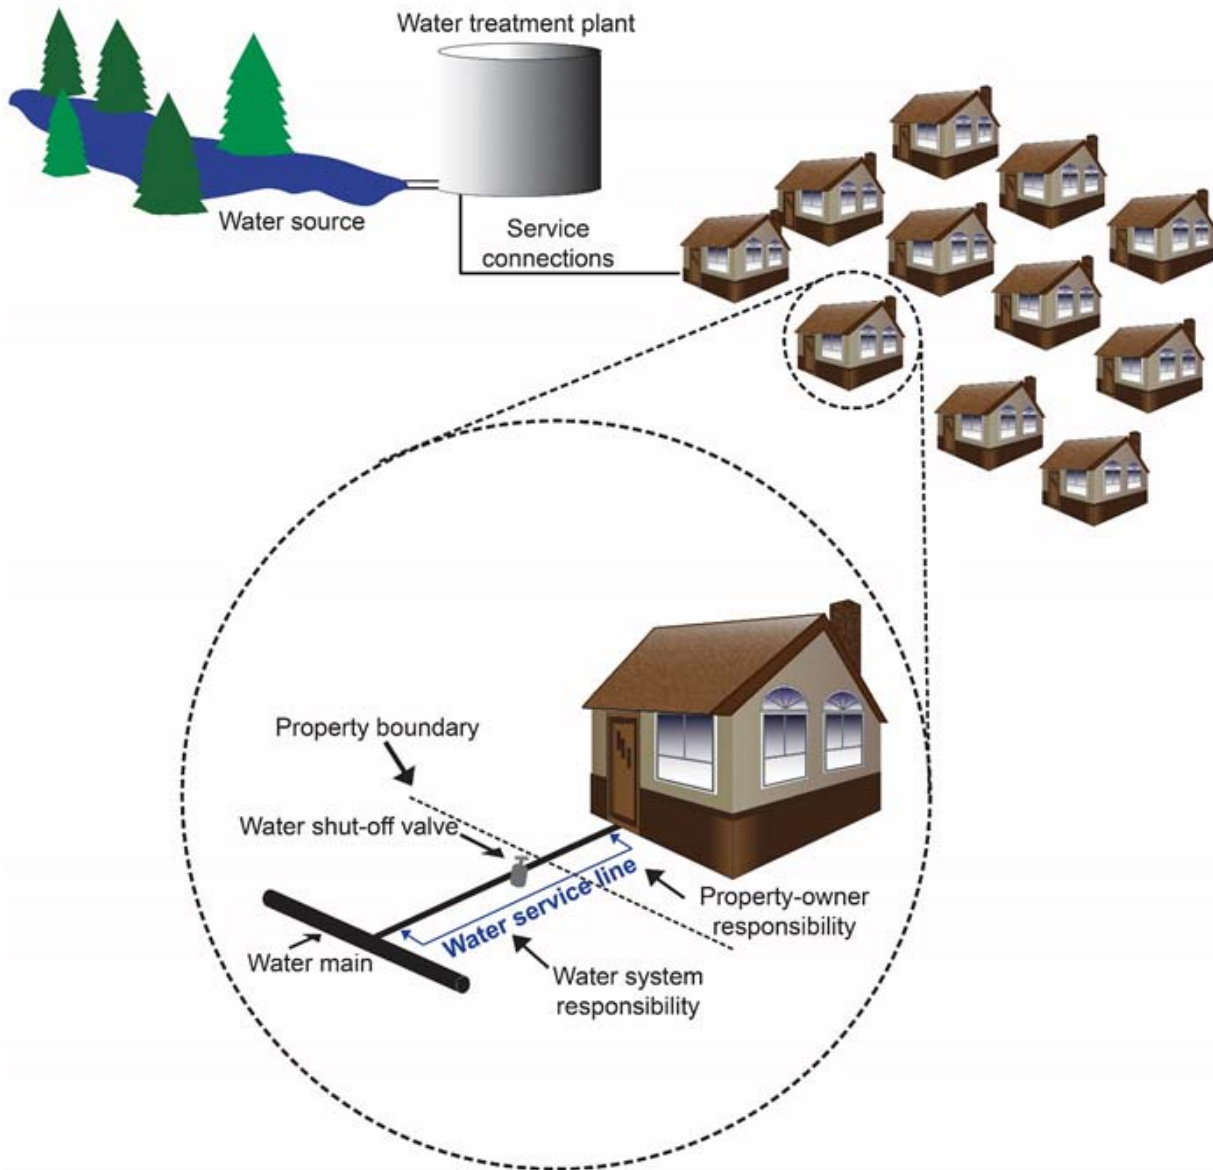 Water treatment plant
Water source
Service
connections
Property boundary
Water shut-off valve
Water service line
Property-owner
responsibility
Water main
Water system
responsibility